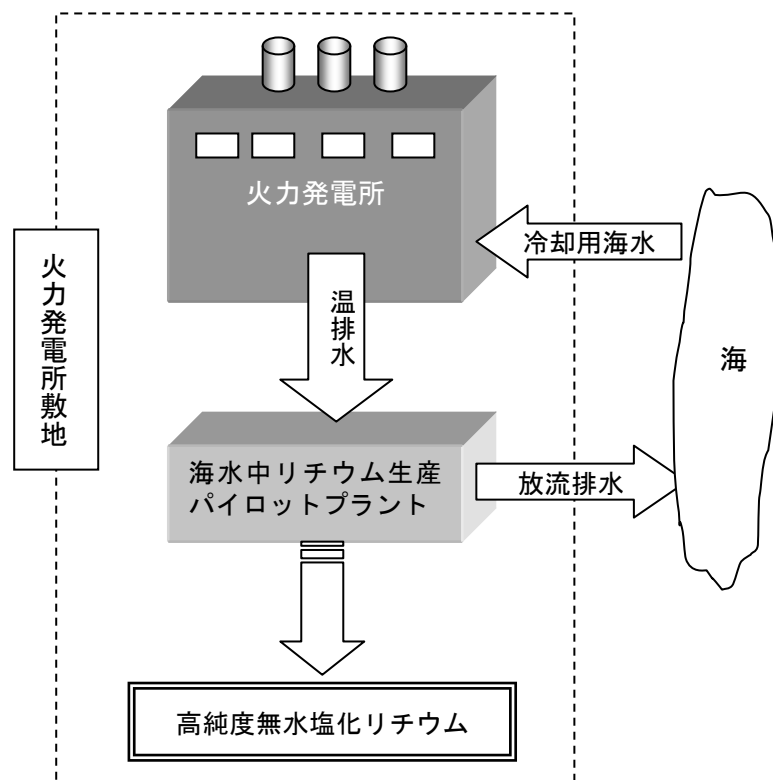 火力発電所
冷却用海水
火力発電所敷地
温排水
海
海水中リチウム生産
パイロットプラント
放流排水
高純度無水塩化リチウム